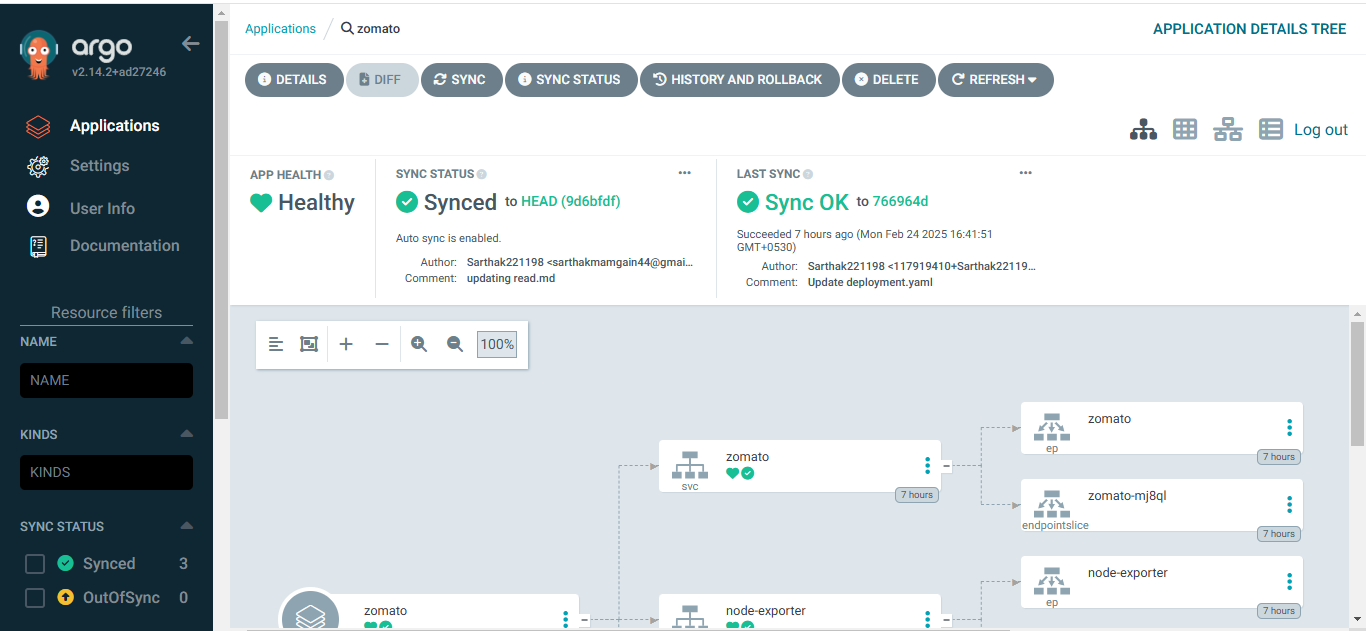 argo
v2.14.2+ad27246
Applications
Settings
User Info
Documentation
Resource filters
NAME
NAME
KINDS
KINDS
SYNC STATUS
Synced 3
OutOfSync 0
Applications / zomato
APPLICATION DETAILS TREE
DETAILS DIFF SYNC SYNC STATUS HISTORY AND ROLLBACK DELETE REFRESH
Log out
APP HEALTH
Healthy
SYNC STATUS
Synced to HEAD (9d6bfdf)
Auto sync is enabled.
Author: Sarthak221198 <sarthakmamgain44@gmai...
Comment: updating read.md
LAST SYNC
Sync OK to 766964d
Succeeded 7 hours ago (Mon Feb 24 2025 16:41:51
GMT+0530)
Author: Sarthak221198 <117919410+Sarthak22119...
Comment: Update deployment.yaml
100%
zomato
zomato
svc
7 hours
zomato
ep
7 hours
zomato-mj8ql
endpointslice
7 hours
node-exporter
node-exporter
ep
7 hours